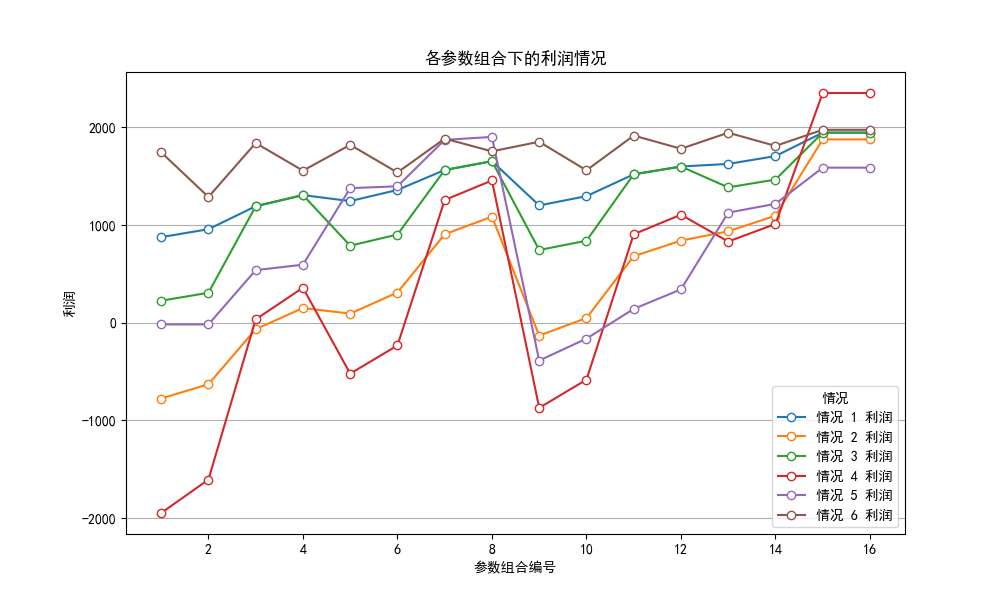 各参数组合下的利润情况
利润
2000
1000
0
−1000
−2000
2 4 6 8 10 12 14 16
参数组合编号
情况
情况 1 利润
情况 2 利润
情况 3 利润
情况 4 利润
情况 5 利润
情况 6 利润